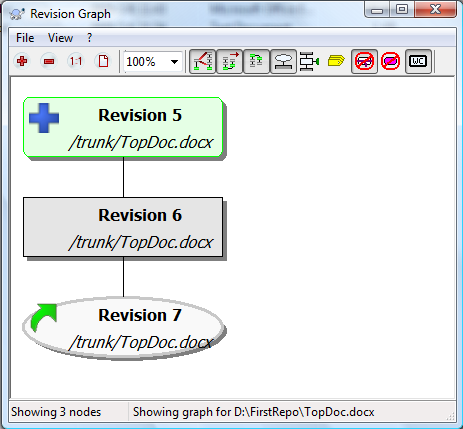 Revision Graph
File View ?
1:1 100% WC
Revision 5
/trunk/TopDoc.docx
Revision 6
/trunk/TopDoc.docx
Revision 7
/trunk/TopDoc.docx
Showing 3 nodes Showing graph for D:\FirstRepo\TopDoc.docx